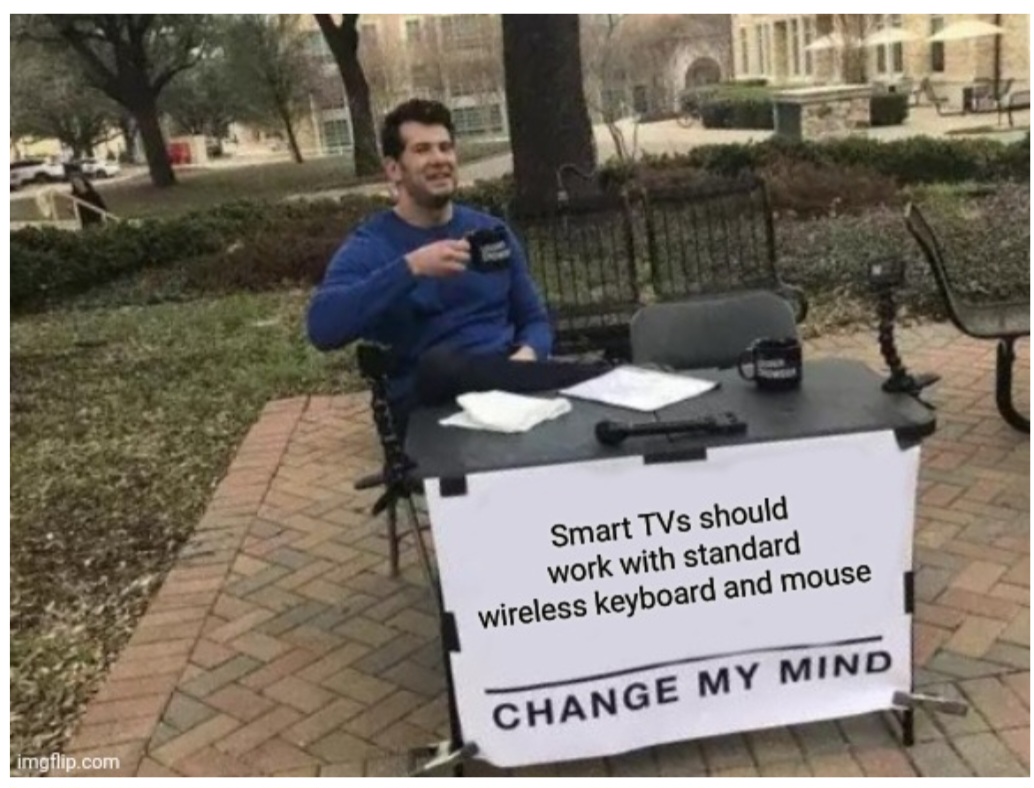 Smart TVs should
work with standard
wireless keyboard and mouse
CHANGE MY MIND
imgflip.com